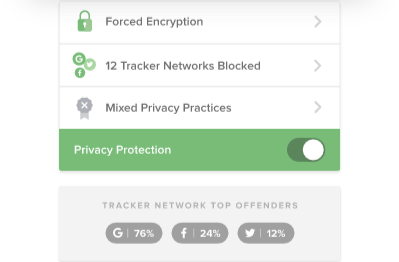 Forced Encryption
12 Tracker Networks Blocked
Mixed Privacy Practices
Privacy Protection
TRACKER NETWORK TOP OFFENDERS
G | 76% f | 24% 12%